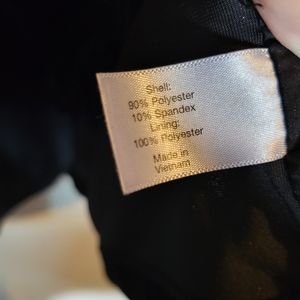 Shell:
90% Polyester
10% Spandex
Lining:
100% Polyester
Made in
Vietnam